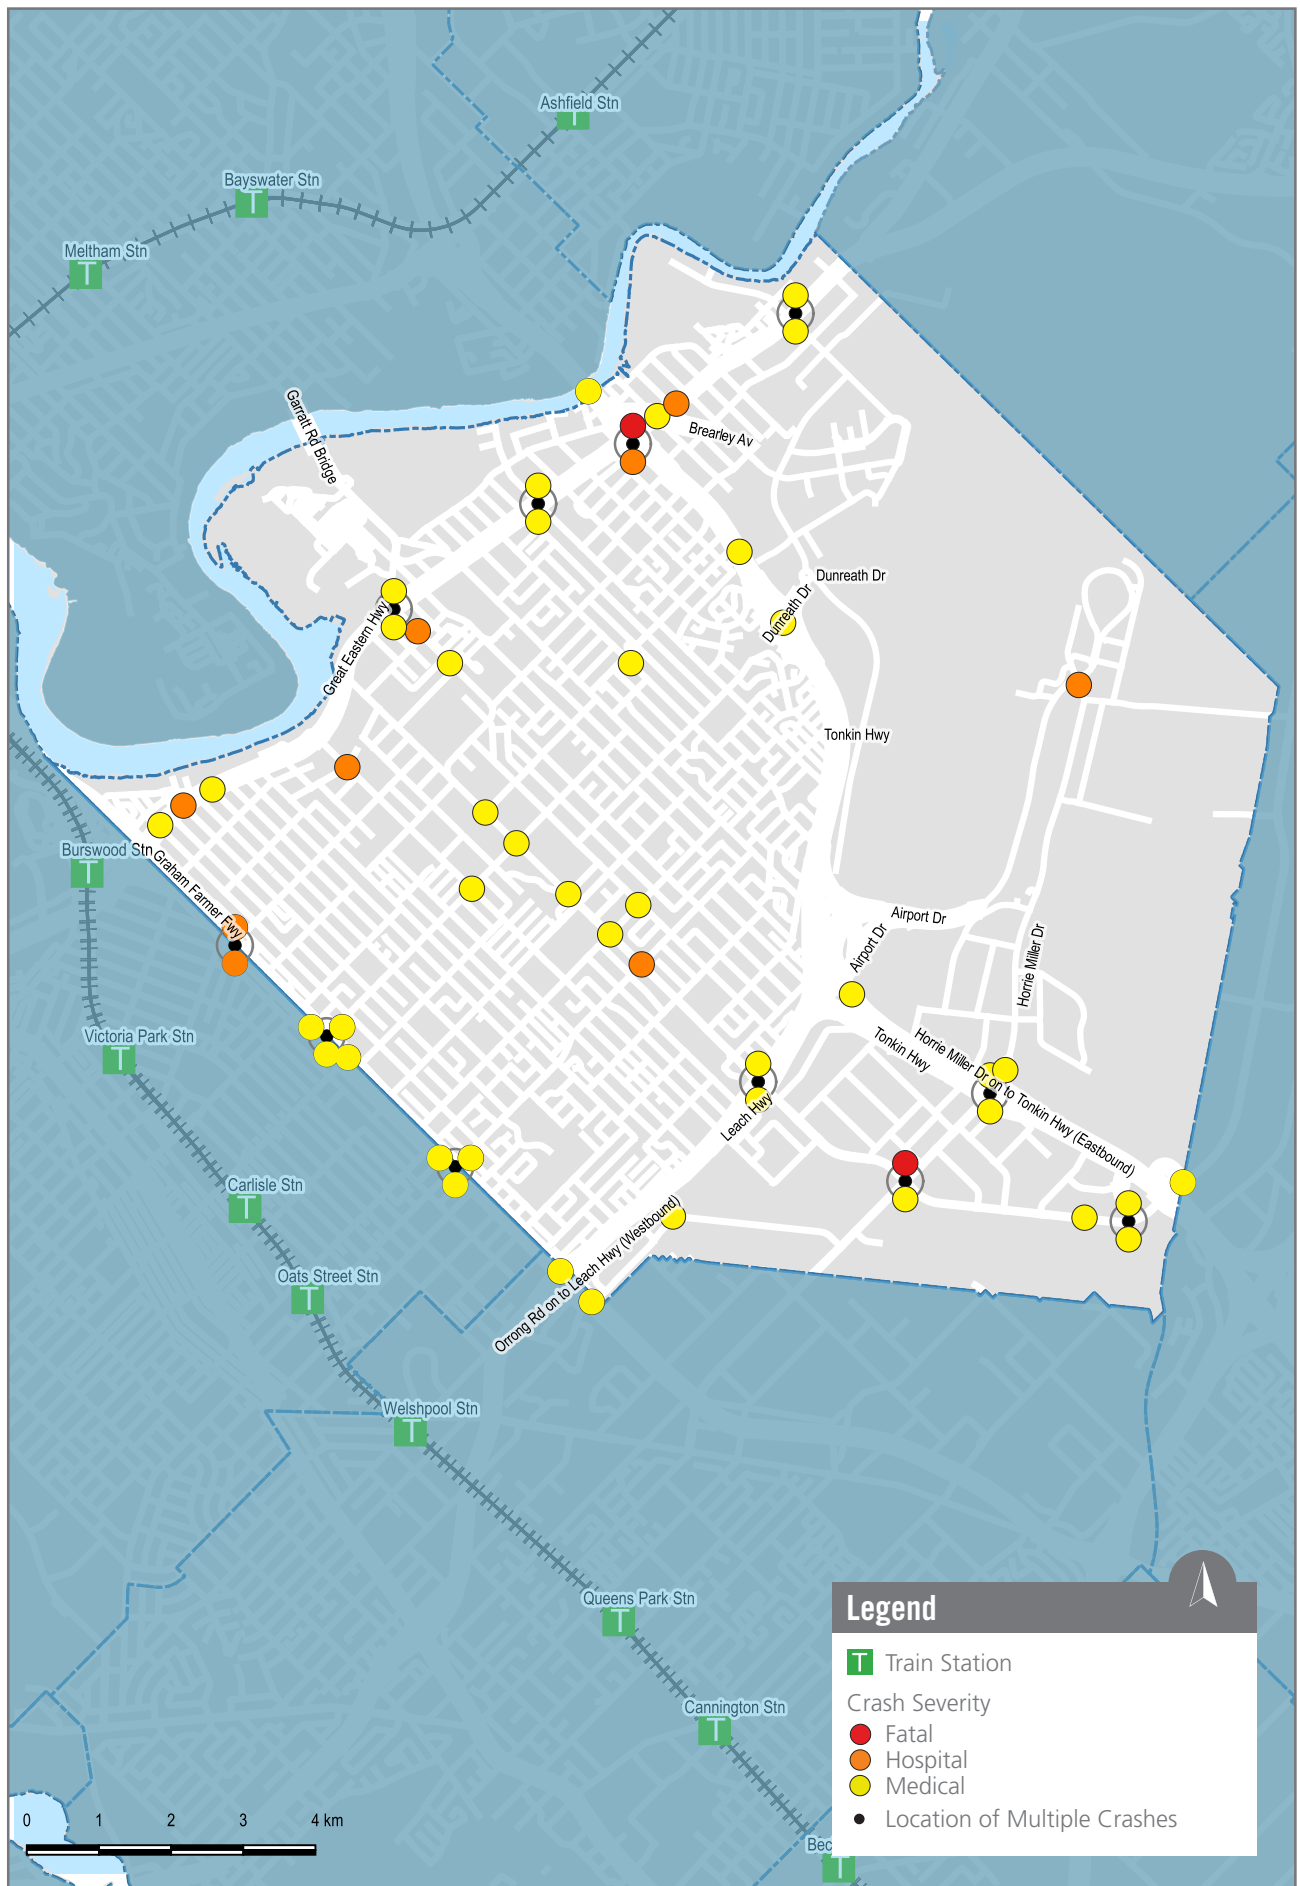 Ashfield Stn
T
Bayswater Stn
T
Meltham Stn
T
Garratt Rd Bridge
Brearley Av
Dunreath Dr
Dunreath Dr
Great Eastern Hwy
Tonkin Hwy
Burswood Stn
T
Graham Farmer Fwy
Airport Dr
Airport Dr
Horrie Miller Dr
Victoria Park Stn
T
Tonkin Hwy
Horrie Miller Dr on to Tonkin Hwy (Eastbound)
Leach Hwy
Carlisle Stn
T
Orrong Rd on to Leach Hwy (Westbound)
Oats Street Stn
T
Welshpool Stn
T
Queens Park Stn
T
Cannington Stn
T
Bec
T
Legend
T Train Station
Crash Severity
Fatal
Hospital
Medical
Location of Multiple Crashes
0 1 2 3 4 km